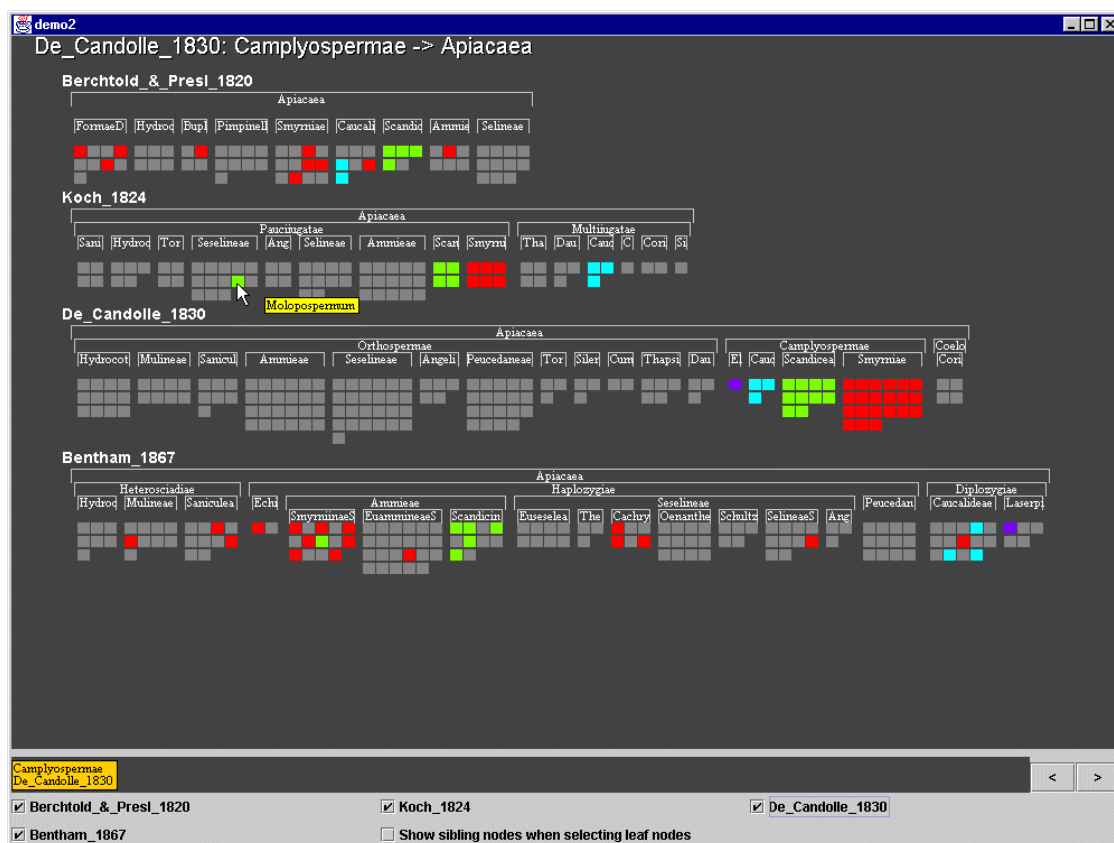 demo2
De_Candolle_1830: Camplyospermae -> Apiacaea
Berchtold_&_Presl_1820
Apiacaea
FormaeD Hydroc Bupl Pimpinell Smyrniae Caucali Scandic Ammie Selineae
Koch_1824
Apiacaea
Pauciiugatae Multiiugatae
Sani Hydroc Tor Seselineae Ang Selineae Ammieae Scan Smyrni Tha Dau Cauc C Cori Si
Molopospermum
De_Candolle_1830
Apiacaea
Orthospermae Camplyospermae Coelo
Hydrocot Mulineae Sanicul Ammieae Seselineae Angeli Peucedaneae Tor Siler Cum Thapsi Dau El Cauc Scandicea Smyrniae Cori
Bentham_1867
Apiacaea
Heterosciadiae Haplozygiae Diplozygiae
Hydroc Mulineae Saniculea Echi Ammieae Seselineae Peucedan Caucalideae Laserpi
SmyrniinaeS EuammineaeS Scandicin Euseselea The Cachry Oenanthe Schultz SelineaeS Ang
Camplyospermae
De_Candolle_1830
< >
Berchtold_&_Presl_1820 Koch_1824 De_Candolle_1830
Bentham_1867 Show sibling nodes when selecting leaf nodes